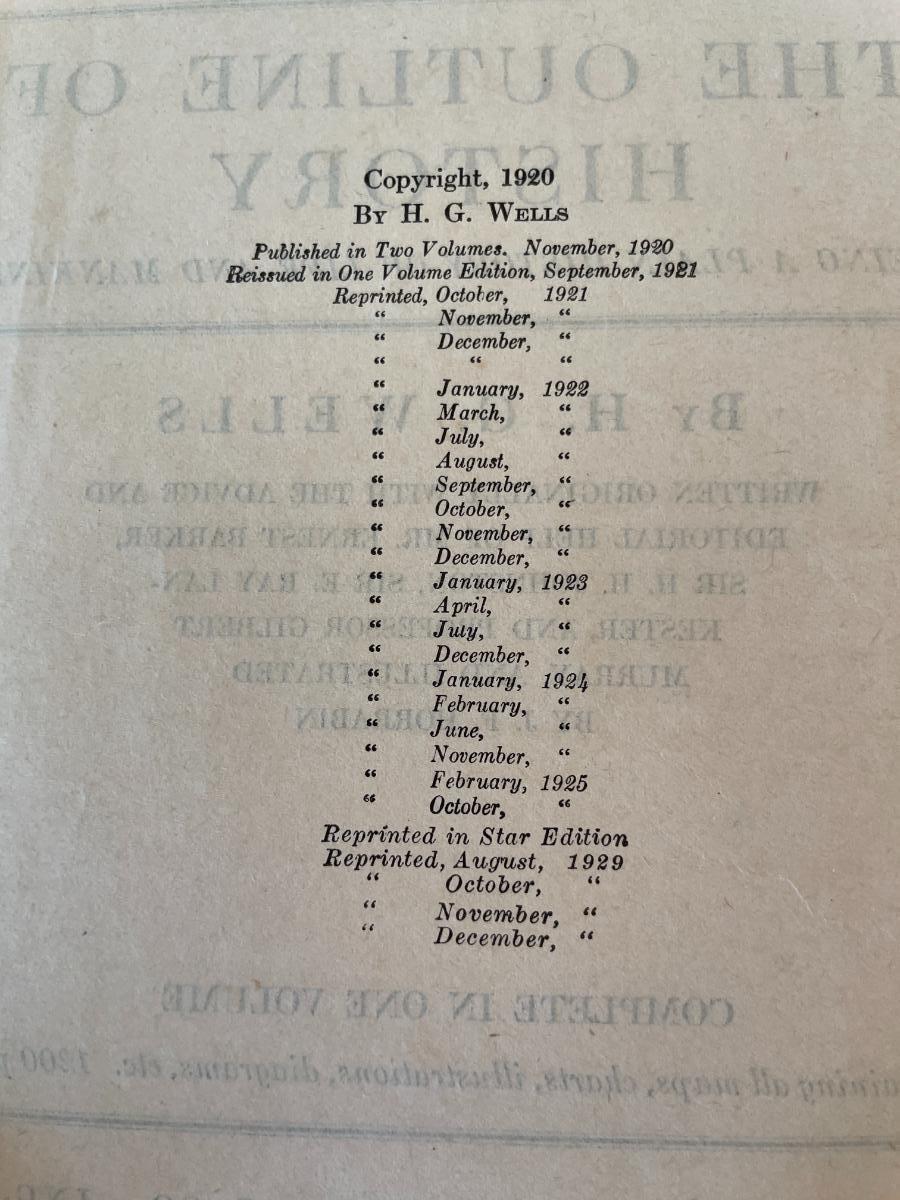 Copyright, 1920
By H. G. Wells
Published in Two Volumes. November, 1920
Reissued in One Volume Edition, September, 1921
Reprinted, October, 1921
“ November, “
“ December, “
“ “ “
“ January, 1922
“ March, “
“ July, “
“ August, “
“ September, “
“ October, “
“ November, “
“ December, “
“ January, 1923
“ April, “
“ July, “
“ December, “
“ January, 1924
“ February, “
“ June, “
“ November, “
“ February, 1925
“ October, “
Reprinted in Star Edition
Reprinted, August, 1929
“ October, “
“ November, “
“ December, “